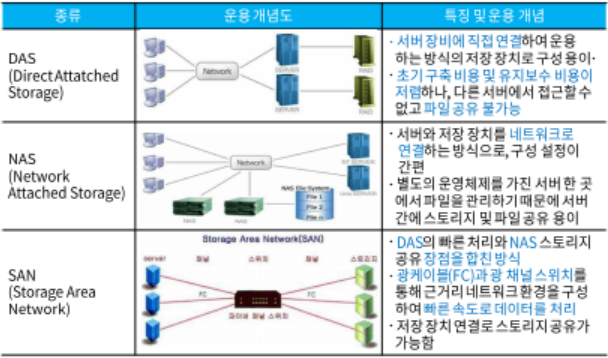 종류 운용 개념도 특징 및 운용 개념
DAS
(Direct Attatched
Storage)
Network
SERVER
SERVER
RAID
RAID
· 서버 장비에 직접 연결하여 운용
하는 방식의 저장 장치로 구성 용이·
· 초기 구축 비용 및 유지보수 비용이
저렴하나, 다른 서버에서 접근할 수
없고 파일 공유 불가능
NAS
(Network
Attached Storage)
Network
NT SERVER
SERVER
NAS File System
File 1
File 2
File n
NAS
NAS
· 서버와 저장 장치를 네트워크로
연결하는 방식으로, 구성 설정이
간편
· 별도의 운영체제를 가진 서버 한 곳
에서 파일을 관리하기 때문에 서버
간에 스토리지 및 파일 공유 용이
SAN
(Storage Area
Network)
Storage Area Network(SAN)
server 채널 스위치 채널 스토리지
FC FC
파이버 채널 스위치
· DAS의 빠른 처리와 NAS 스토리지
공유 장점을 합친 방식
· 광케이블(FC)과 광 채널 스위치를
통해 근거리 네트워크 환경을 구성
하여 빠른 속도로 데이터를 처리
· 저장 장치 연결로 스토리지 공유가
가능함